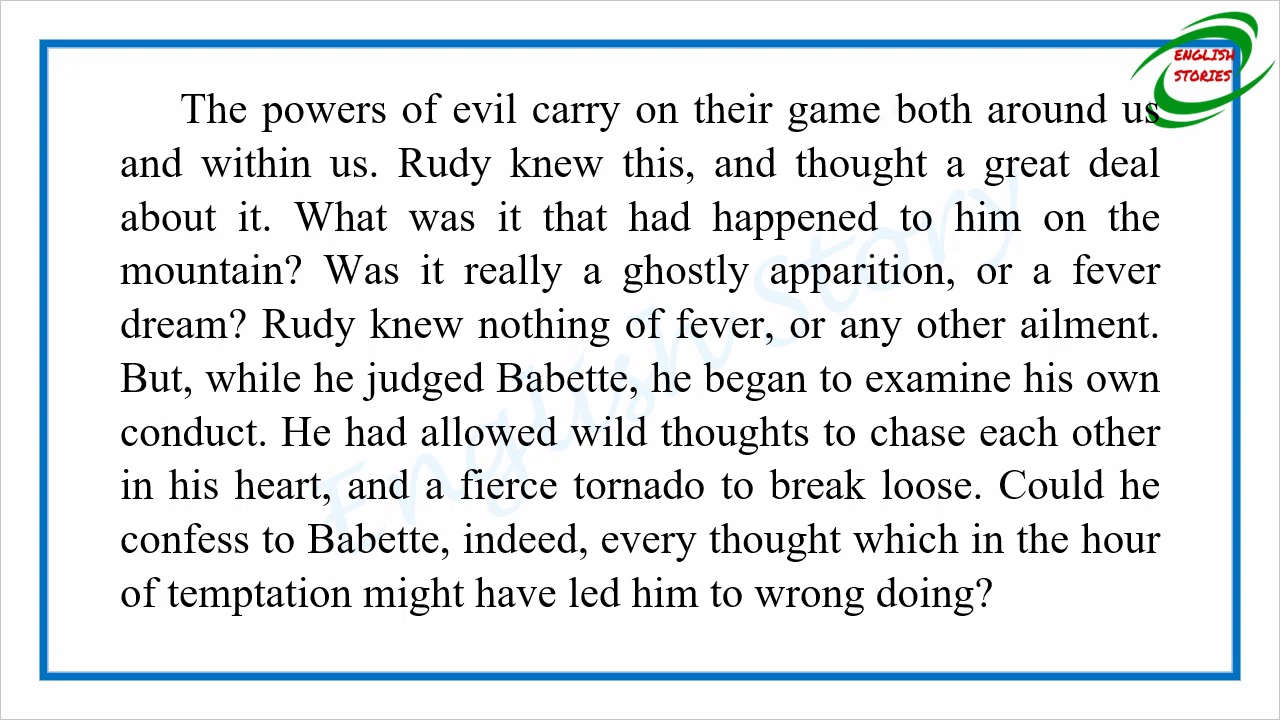 ENGLISH
STORIES
The powers of evil carry on their game both around us
and within us. Rudy knew this, and thought a great deal
about it. What was it that had happened to him on the
mountain? Was it really a ghostly apparition, or a fever
dream? Rudy knew nothing of fever, or any other ailment.
But, while he judged Babette, he began to examine his own
conduct. He had allowed wild thoughts to chase each other
in his heart, and a fierce tornado to break loose. Could he
confess to Babette, indeed, every thought which in the hour
of temptation might have led him to wrong doing?
English Story